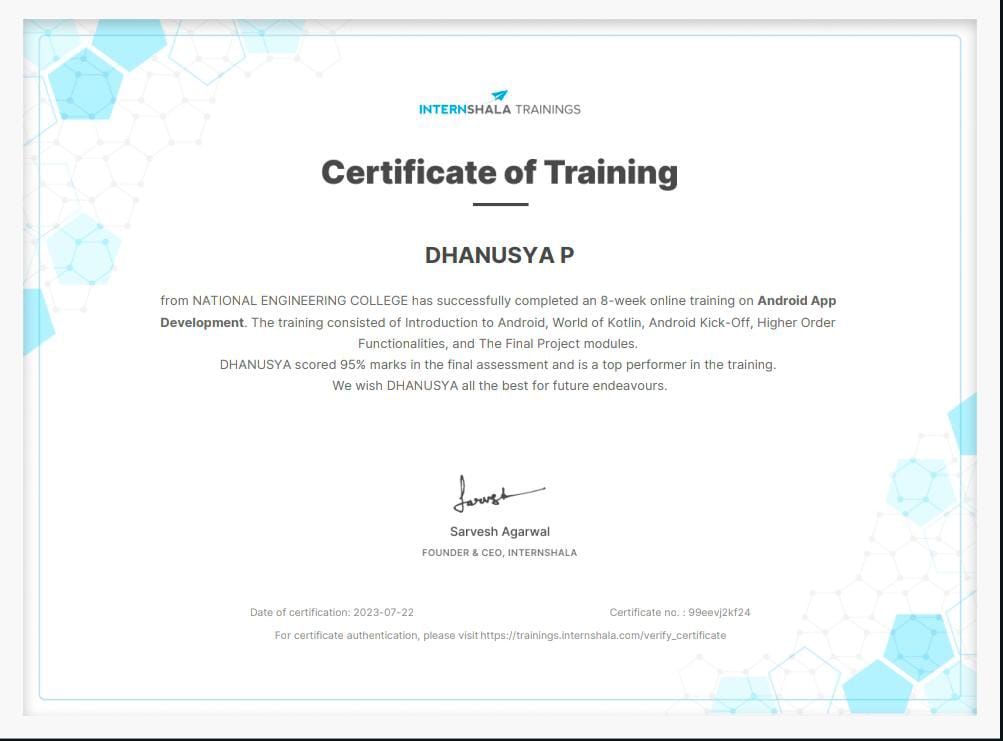 INTERNSHALA TRAININGS
Certificate of Training
DHANUSYA P
from NATIONAL ENGINEERING COLLEGE has successfully completed an 8-week online training on Android App
Development. The training consisted of Introduction to Android, World of Kotlin, Android Kick-Off, Higher Order
Functionalities, and The Final Project modules.
DHANUSYA scored 95% marks in the final assessment and is a top performer in the training.
We wish DHANUSYA all the best for future endeavours.
Sarvesh
Sarvesh Agarwal
FOUNDER & CEO, INTERNSHALA
Date of certification: 2023-07-22 Certificate no. : 99eevj2kf24
For certificate authentication, please visit https://trainings.internshala.com/verify_certificate